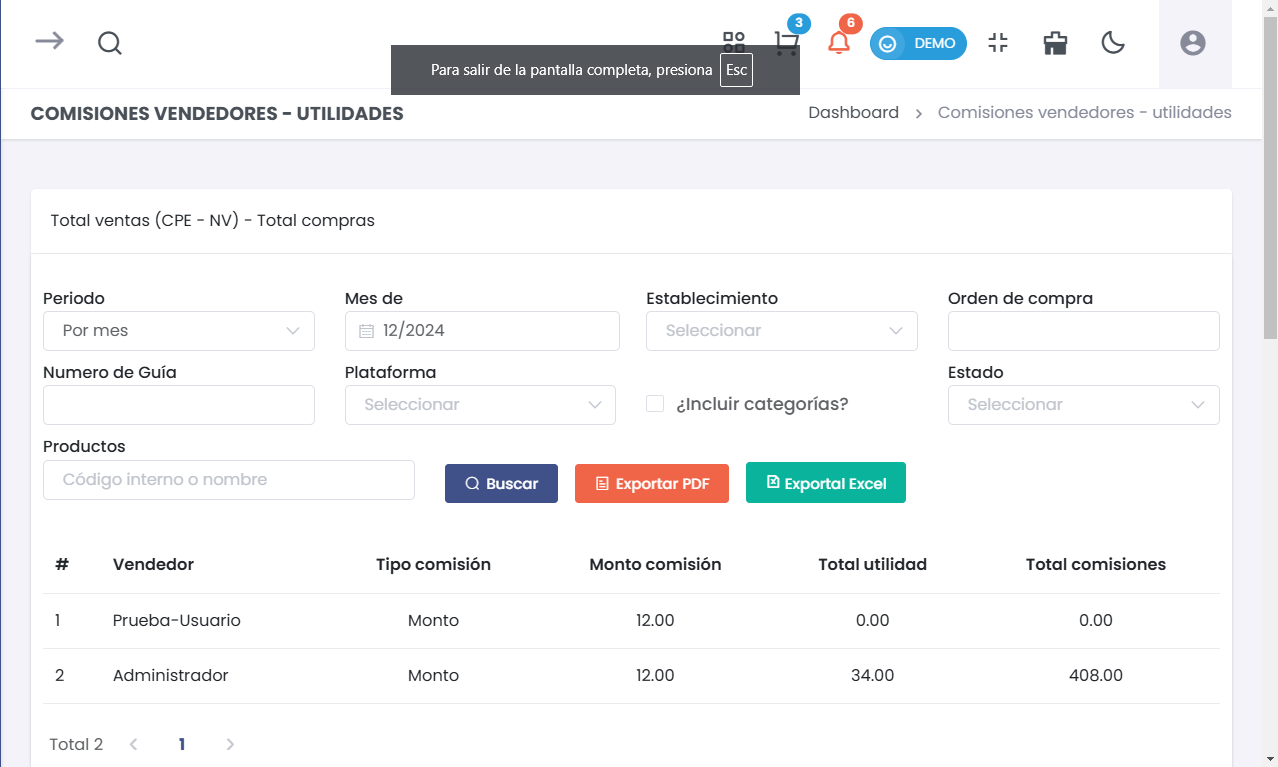 3
6
DEMO
Para salir de la pantalla completa, presiona Esc
COMISIONES VENDEDORES - UTILIDADES
Dashboard > Comisiones vendedores - utilidades
Total ventas (CPE - NV) - Total compras
Periodo Mes de Establecimiento Orden de compra
Por mes 12/2024 Seleccionar
Numero de Guía Plataforma Estado
Seleccionar ¿Incluir categorías? Seleccionar
Productos
Código interno o nombre Buscar Exportar PDF Exportal Excel
# Vendedor Tipo comisión Monto comisión Total utilidad Total comisiones
1 Prueba-Usuario Monto 12.00 0.00 0.00
2 Administrador Monto 12.00 34.00 408.00
Total 2 < 1 >